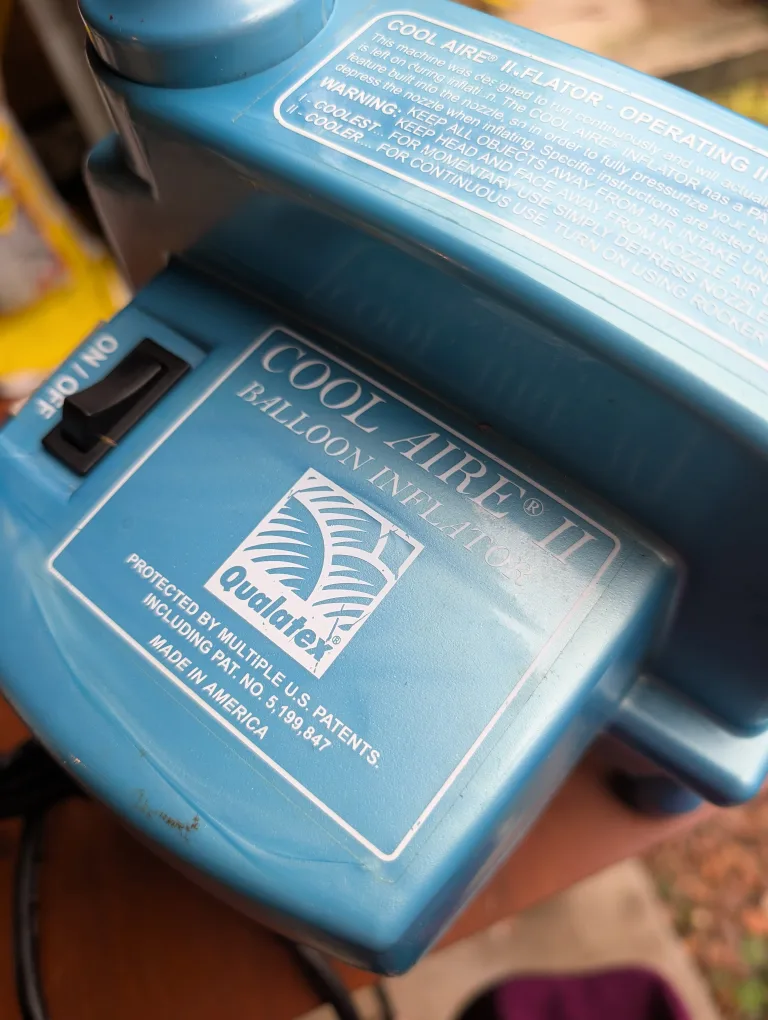 COOL AIRE® INFLATOR - OPERATING
This machine was designed to run continuously and will actually
is left on during inflation. The COOL AIRE® INFLATOR has a
feature built into the nozzle, so in order to fully pressurize your
depress the nozzle when inflating. Specific instructions are listed
WARNING: KEEP ALL OBJECTS AWAY FROM AIR INTAKE
KEEP HEAD AND FACE AWAY FROM NOZZLE. AIR
I - COOLEST - FOR MOMENTARY USE SIMPLY DEPRESS NOZZLE
II - COOLER... FOR CONTINUOUS USE, TURN ON USING ROCKER
ON / OFF
COOL AIRE® II
BALLOON INFLATOR
Qualatex®
PROTECTED BY MULTIPLE U.S. PATENTS.
INCLUDING PAT. NO. 5,199,847
MADE IN AMERICA